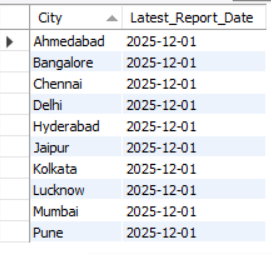 City Latest_Report_Date
Ahmedabad 2025-12-01
Bangalore 2025-12-01
Chennai 2025-12-01
Delhi 2025-12-01
Hyderabad 2025-12-01
Jaipur 2025-12-01
Kolkata 2025-12-01
Lucknow 2025-12-01
Mumbai 2025-12-01
Pune 2025-12-01